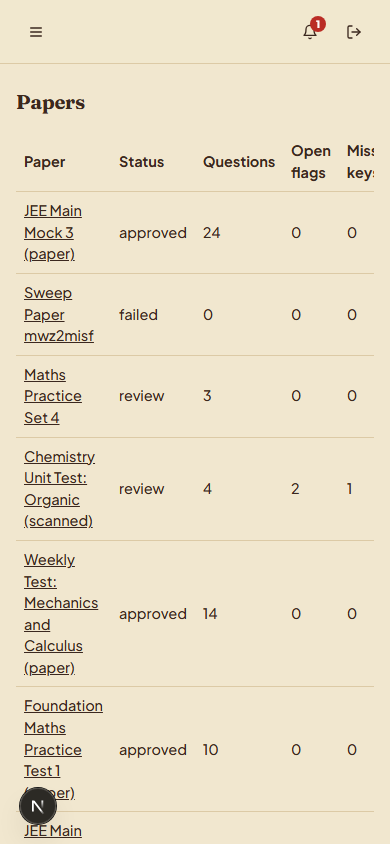 1
Papers
Paper Status Questions Open flags Miss keys
JEE Main
Mock 3
(paper) approved 24 0 0
Sweep
Paper
mwz2misf failed 0 0 0
Maths
Practice
Set 4 review 3 0 0
Chemistry
Unit Test:
Organic
(scanned) review 4 2 1
Weekly
Test:
Mechanics
and
Calculus
(paper) approved 14 0 0
Foundation
Maths
Practice
Test 1
approved 10 0 0
N
JEE Main